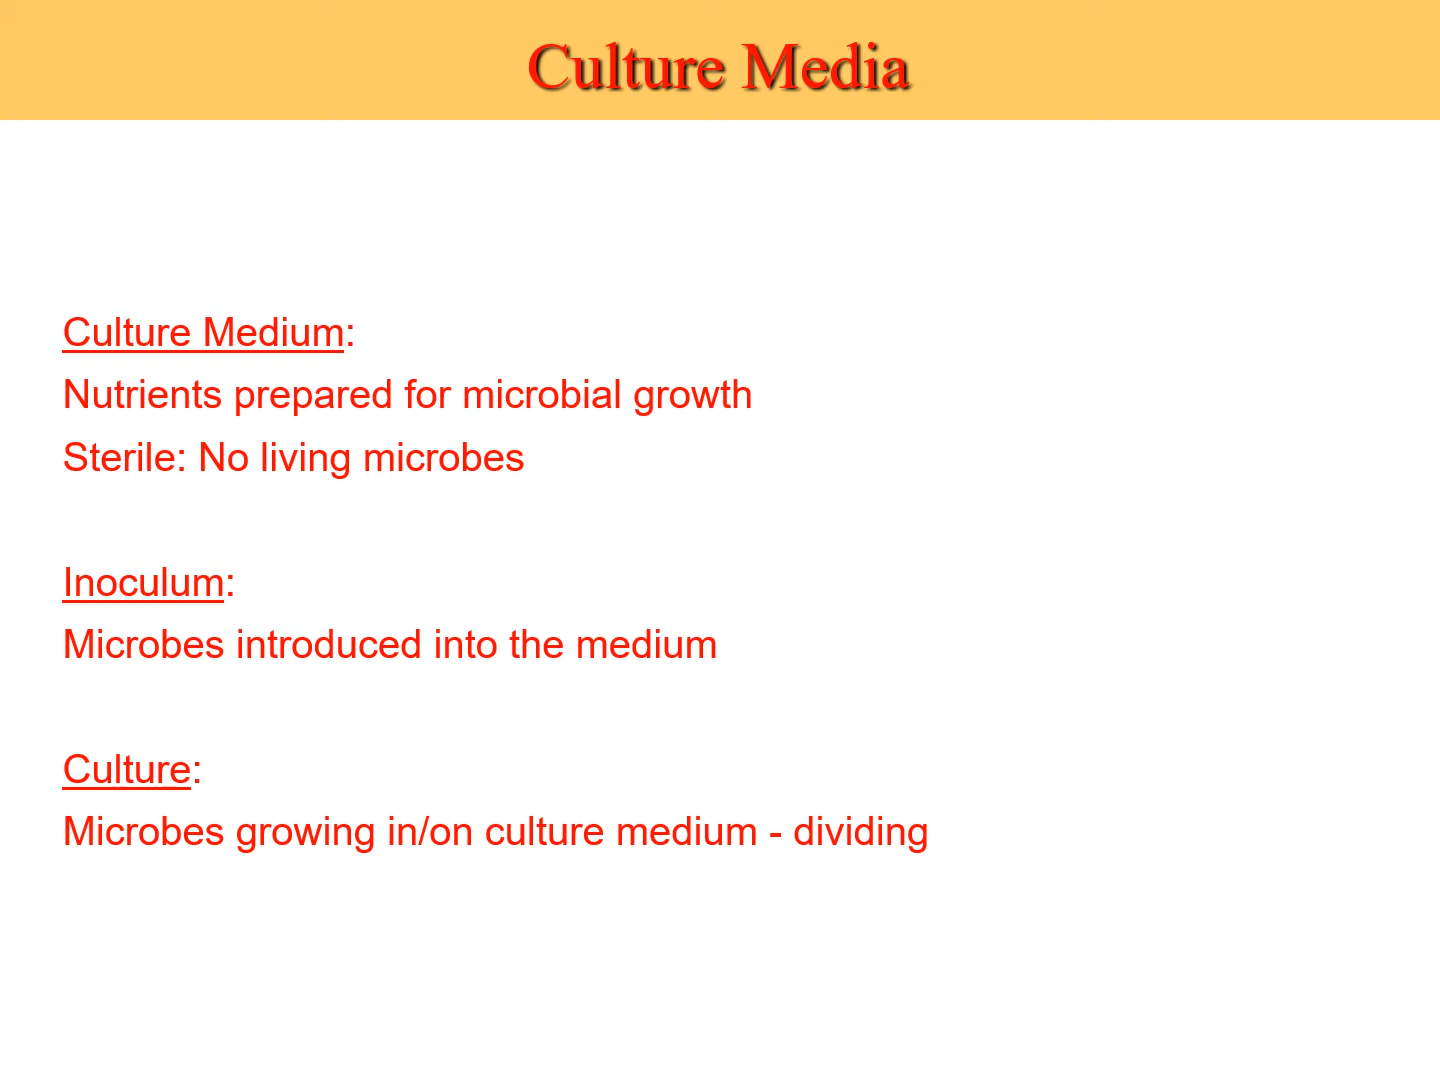 Culture Media
Culture Medium:
Nutrients prepared for microbial growth
Sterile: No living microbes
Inoculum:
Microbes introduced into the medium
Culture:
Microbes growing in/on culture medium - dividing